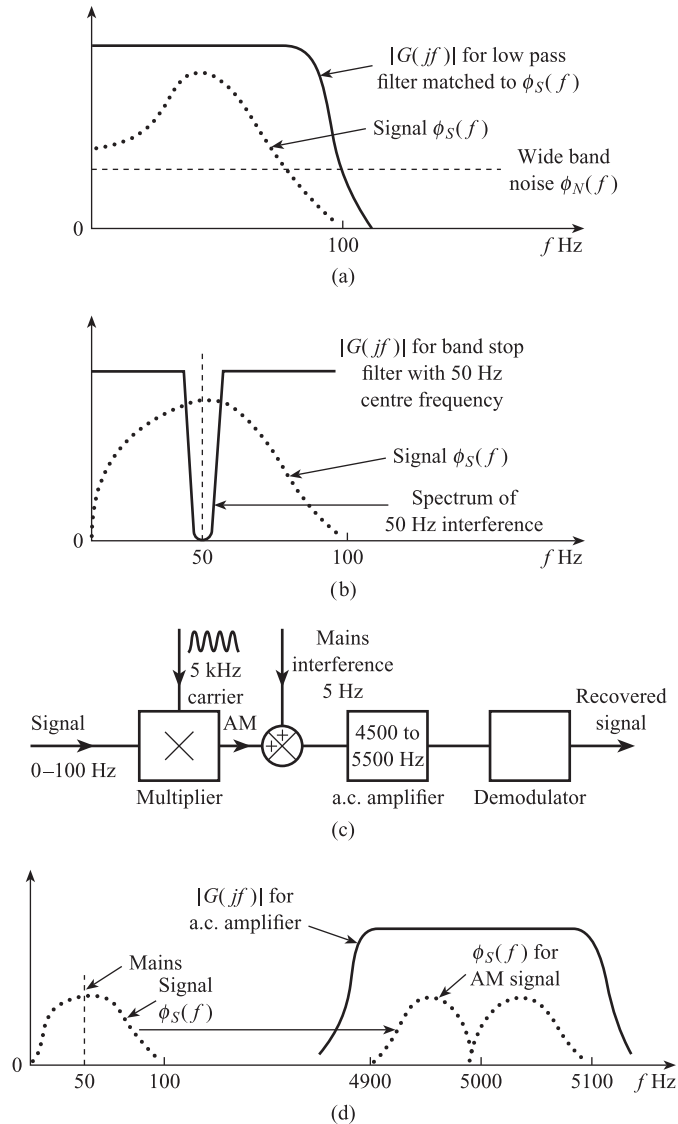 |G(jf)| for low pass
filter matched to ϕS(f)
Signal ϕS(f)
Wide band
noise ϕN(f)
0
100
f Hz
(a)
|G(jf)| for band stop
filter with 50 Hz
centre frequency
Signal ϕS(f)
Spectrum of
50 Hz interference
0
50
100
f Hz
(b)
5 kHz
carrier
Mains
interference
5 Hz
Signal
0–100 Hz
AM
Multiplier
+
+
4500 to
5500 Hz
a.c. amplifier
Demodulator
Recovered
signal
(c)
|G(jf)| for
a.c. amplifier
Mains
Signal
ϕS(f)
ϕS(f) for
AM signal
0
50
100
4900
5000
5100
f Hz
(d)